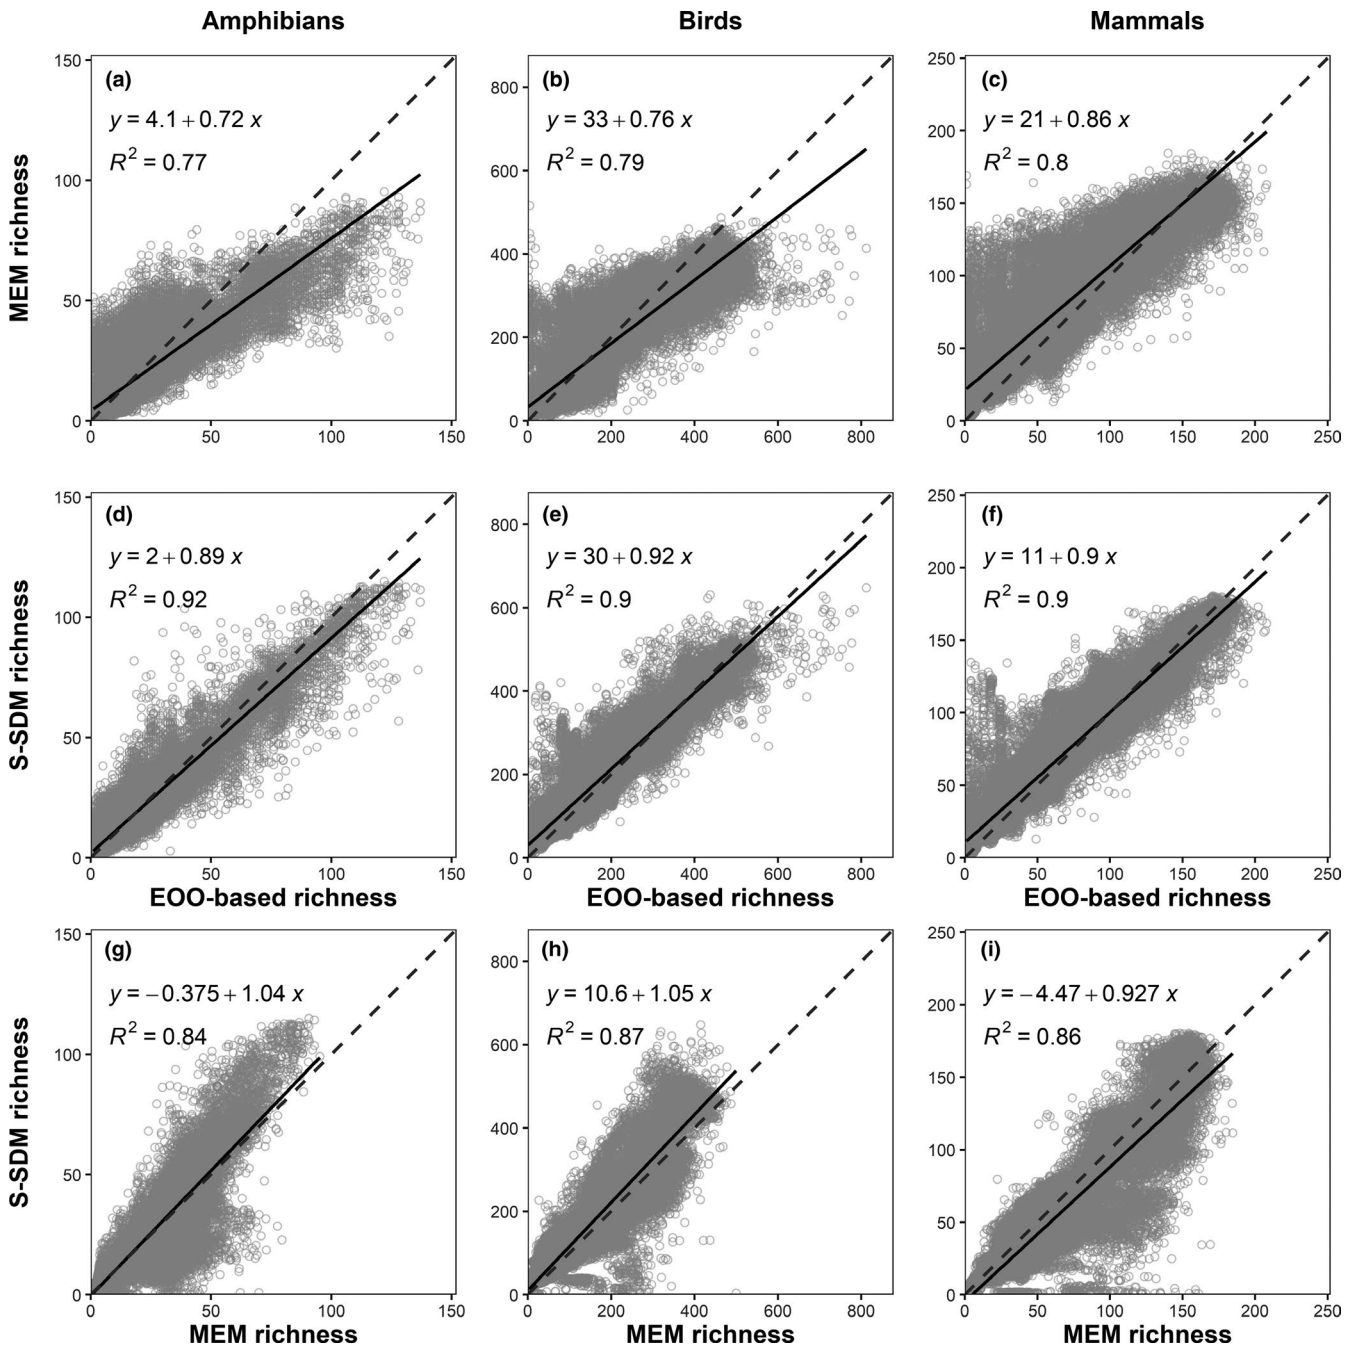 Amphibians Birds Mammals
MEM richness
(a)
y = 4.1 + 0.72 x
R² = 0.77
150
100
50
0
0 50 100 150
(b)
y = 33 + 0.76 x
R² = 0.79
800
600
400
200
0
0 200 400 600 800
(c)
y = 21 + 0.86 x
R² = 0.8
250
200
150
100
50
0
0 50 100 150 200 250
S-SDM richness
(d)
y = 2 + 0.89 x
R² = 0.92
150
100
50
0
0 50 100 150
EOO-based richness
(e)
y = 30 + 0.92 x
R² = 0.9
800
600
400
200
0
0 200 400 600 800
EOO-based richness
(f)
y = 11 + 0.9 x
R² = 0.9
250
200
150
100
50
0
0 50 100 150 200 250
EOO-based richness
S-SDM richness
(g)
y = −0.375 + 1.04 x
R² = 0.84
150
100
50
0
0 50 100 150
MEM richness
(h)
y = 10.6 + 1.05 x
R² = 0.87
800
600
400
200
0
0 200 400 600 800
MEM richness
(i)
y = −4.47 + 0.927 x
R² = 0.86
250
200
150
100
50
0
0 50 100 150 200 250
MEM richness